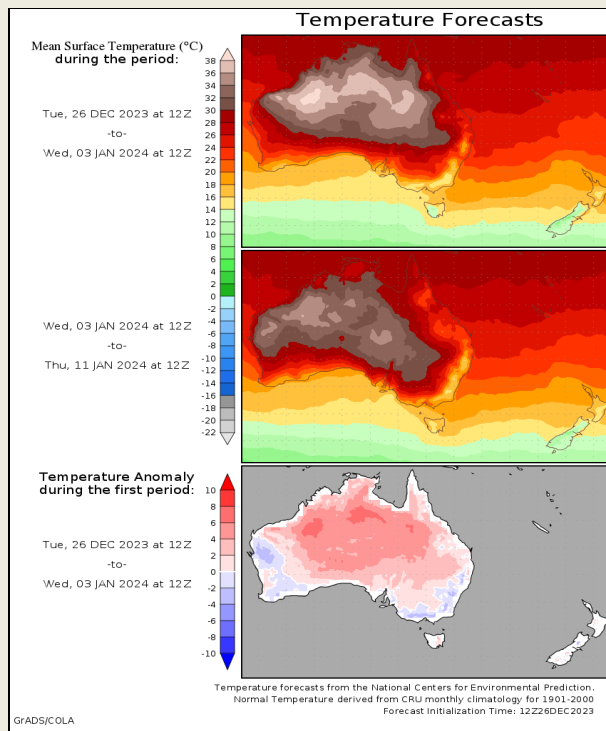 Temperature Forecasts
Mean Surface Temperature (°C)
during the period:
Tue, 26 DEC 2023 at 12Z
-to-
Wed, 03 JAN 2024 at 12Z
38
36
34
32
30
28
26
24
22
20
18
16
14
12
10
8
6
4
2
0
-2
-4
-6
-8
-10
-12
-14
-16
-18
-20
-22
Wed, 03 JAN 2024 at 12Z
-to-
Thu, 11 JAN 2024 at 12Z
Temperature Anomaly
during the first period:
Tue, 26 DEC 2023 at 12Z
-to-
Wed, 03 JAN 2024 at 12Z
10
8
6
4
2
0
-2
-4
-6
-8
-10
Temperature forecasts from the National Centers for Environmental Prediction.
Normal Temperature derived from CRU monthly climatology for 1901-2000
Forecast Initialization Time: 12Z26DEC2023
GrADS/COLA